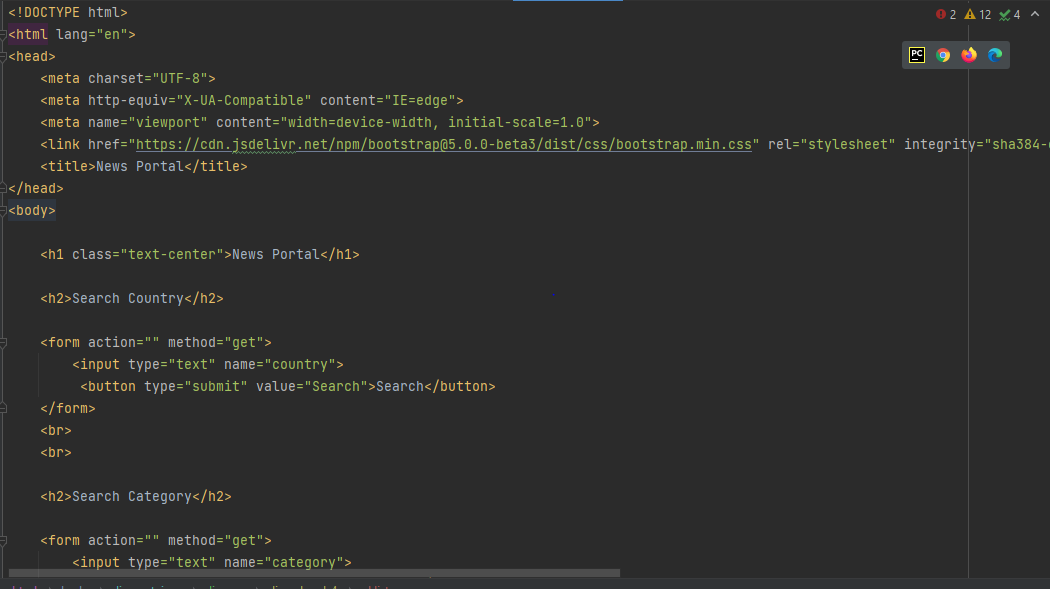 <!DOCTYPE html>
2 12 4
<html lang="en">
<head>
PC
<meta charset="UTF-8">
<meta http-equiv="X-UA-Compatible" content="IE=edge">
<meta name="viewport" content="width=device-width, initial-scale=1.0">
<link href="https://cdn.jsdelivr.net/npm/bootstrap@5.0.0-beta3/dist/css/bootstrap.min.css" rel="stylesheet" integrity="sha384-
<title>News Portal</title>
</head>
<body>
<h1 class="text-center">News Portal</h1>
<h2>Search Country</h2>
<form action="" method="get">
<input type="text" name="country">
<button type="submit" value="Search">Search</button>
</form>
<br>
<br>
<h2>Search Category</h2>
<form action="" method="get">
<input type="text" name="category">